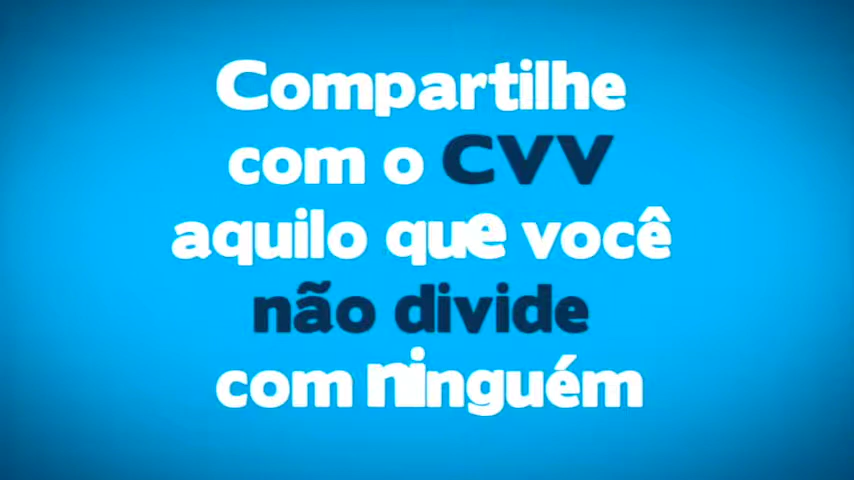 Compartilhe
com o CVV
aquilo que você
não divide
com ninguém